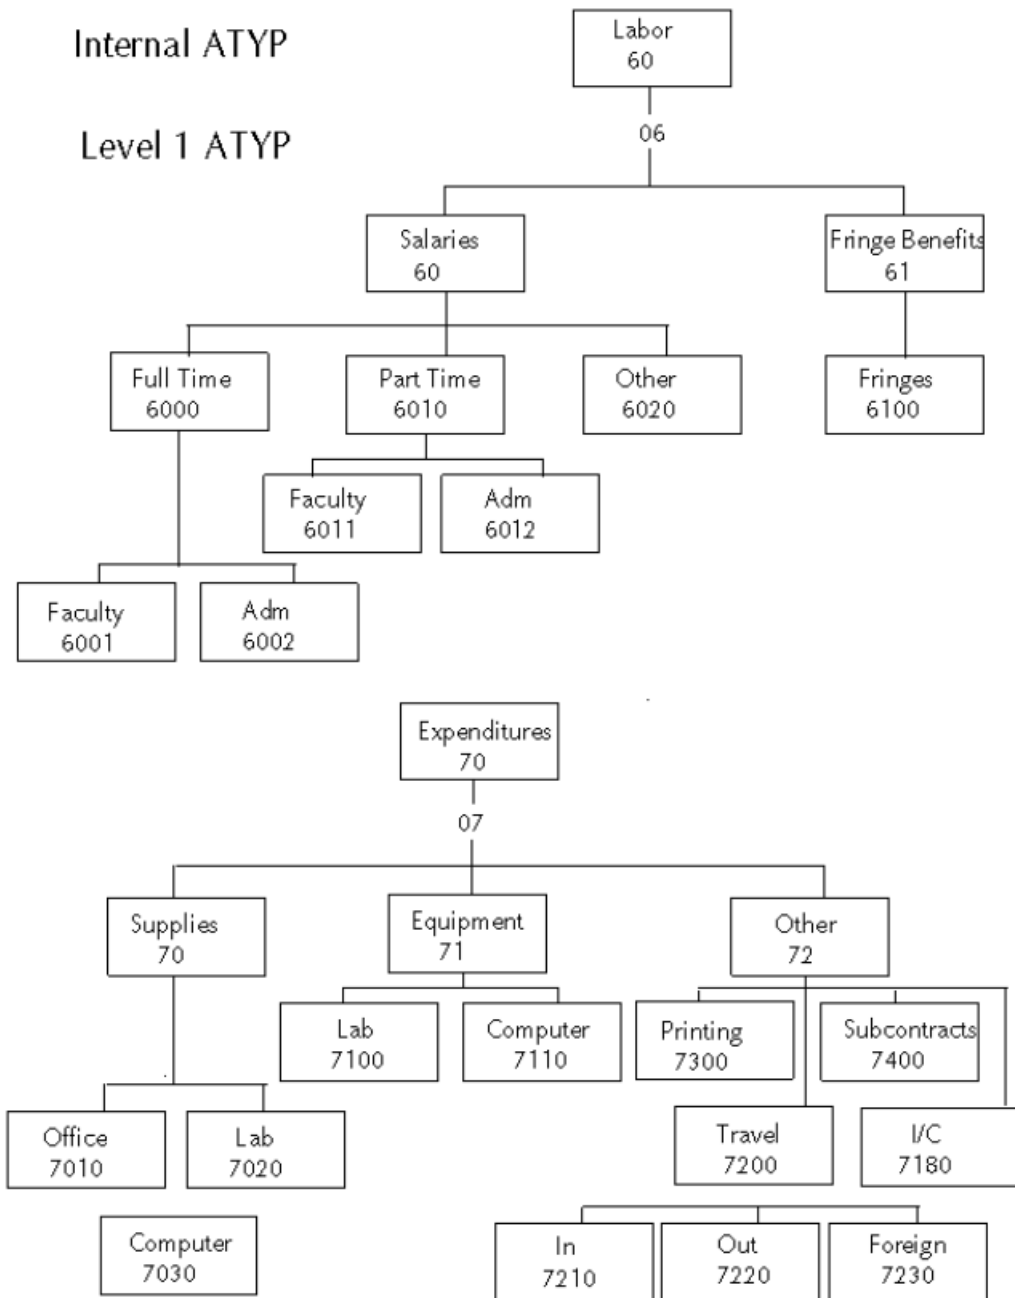 Internal ATYP
Labor
60
06
Level 1 ATYP
Salaries
60
Fringe Benefits
61
Full Time
6000
Part Time
6010
Other
6020
Fringes
6100
Faculty
6011
Adm
6012
Faculty
6001
Adm
6002
Expenditures
70
07
Supplies
70
Equipment
71
Other
72
Lab
7100
Computer
7110
Printing
7300
Subcontracts
7400
Office
7010
Lab
7020
Travel
7200
I/C
7180
Computer
7030
In
7210
Out
7220
Foreign
7230